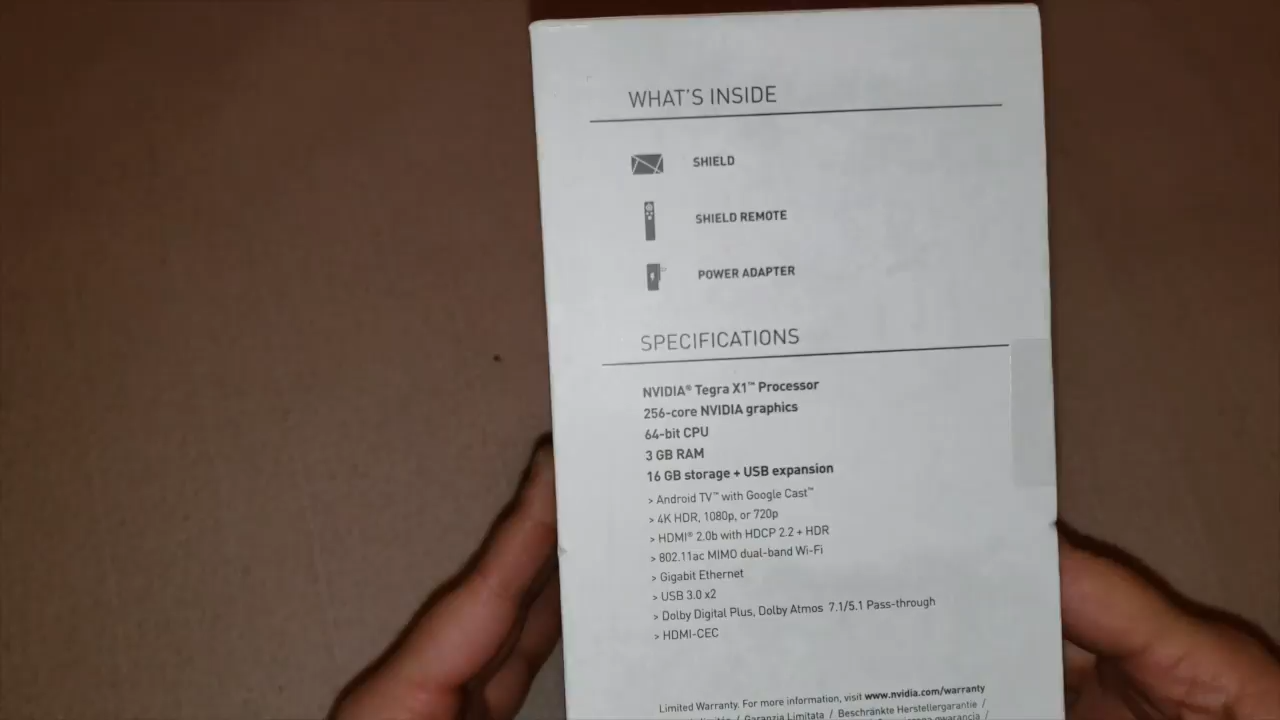 WHAT'S INSIDE
SHIELD
SHIELD REMOTE
POWER ADAPTER
SPECIFICATIONS
NVIDIA® Tegra X1™ Processor
256-core NVIDIA graphics
64-bit CPU
3 GB RAM
16 GB storage + USB expansion
> Android TV™ with Google Cast™
> 4K HDR, 1080p, or 720p
> HDMI® 2.0b with HDCP 2.2 + HDR
> 802.11ac MIMO dual-band Wi-Fi
> Gigabit Ethernet
> USB 3.0 x2
> Dolby Digital Plus, Dolby Atmos 7.1/5.1 Pass-through
> HDMI-CEC
Limited Warranty. For more information, visit www.nvidia.com/warranty
/ Garanzia Limitata / Beschränkte Herstellergarantie /
gwarancja /